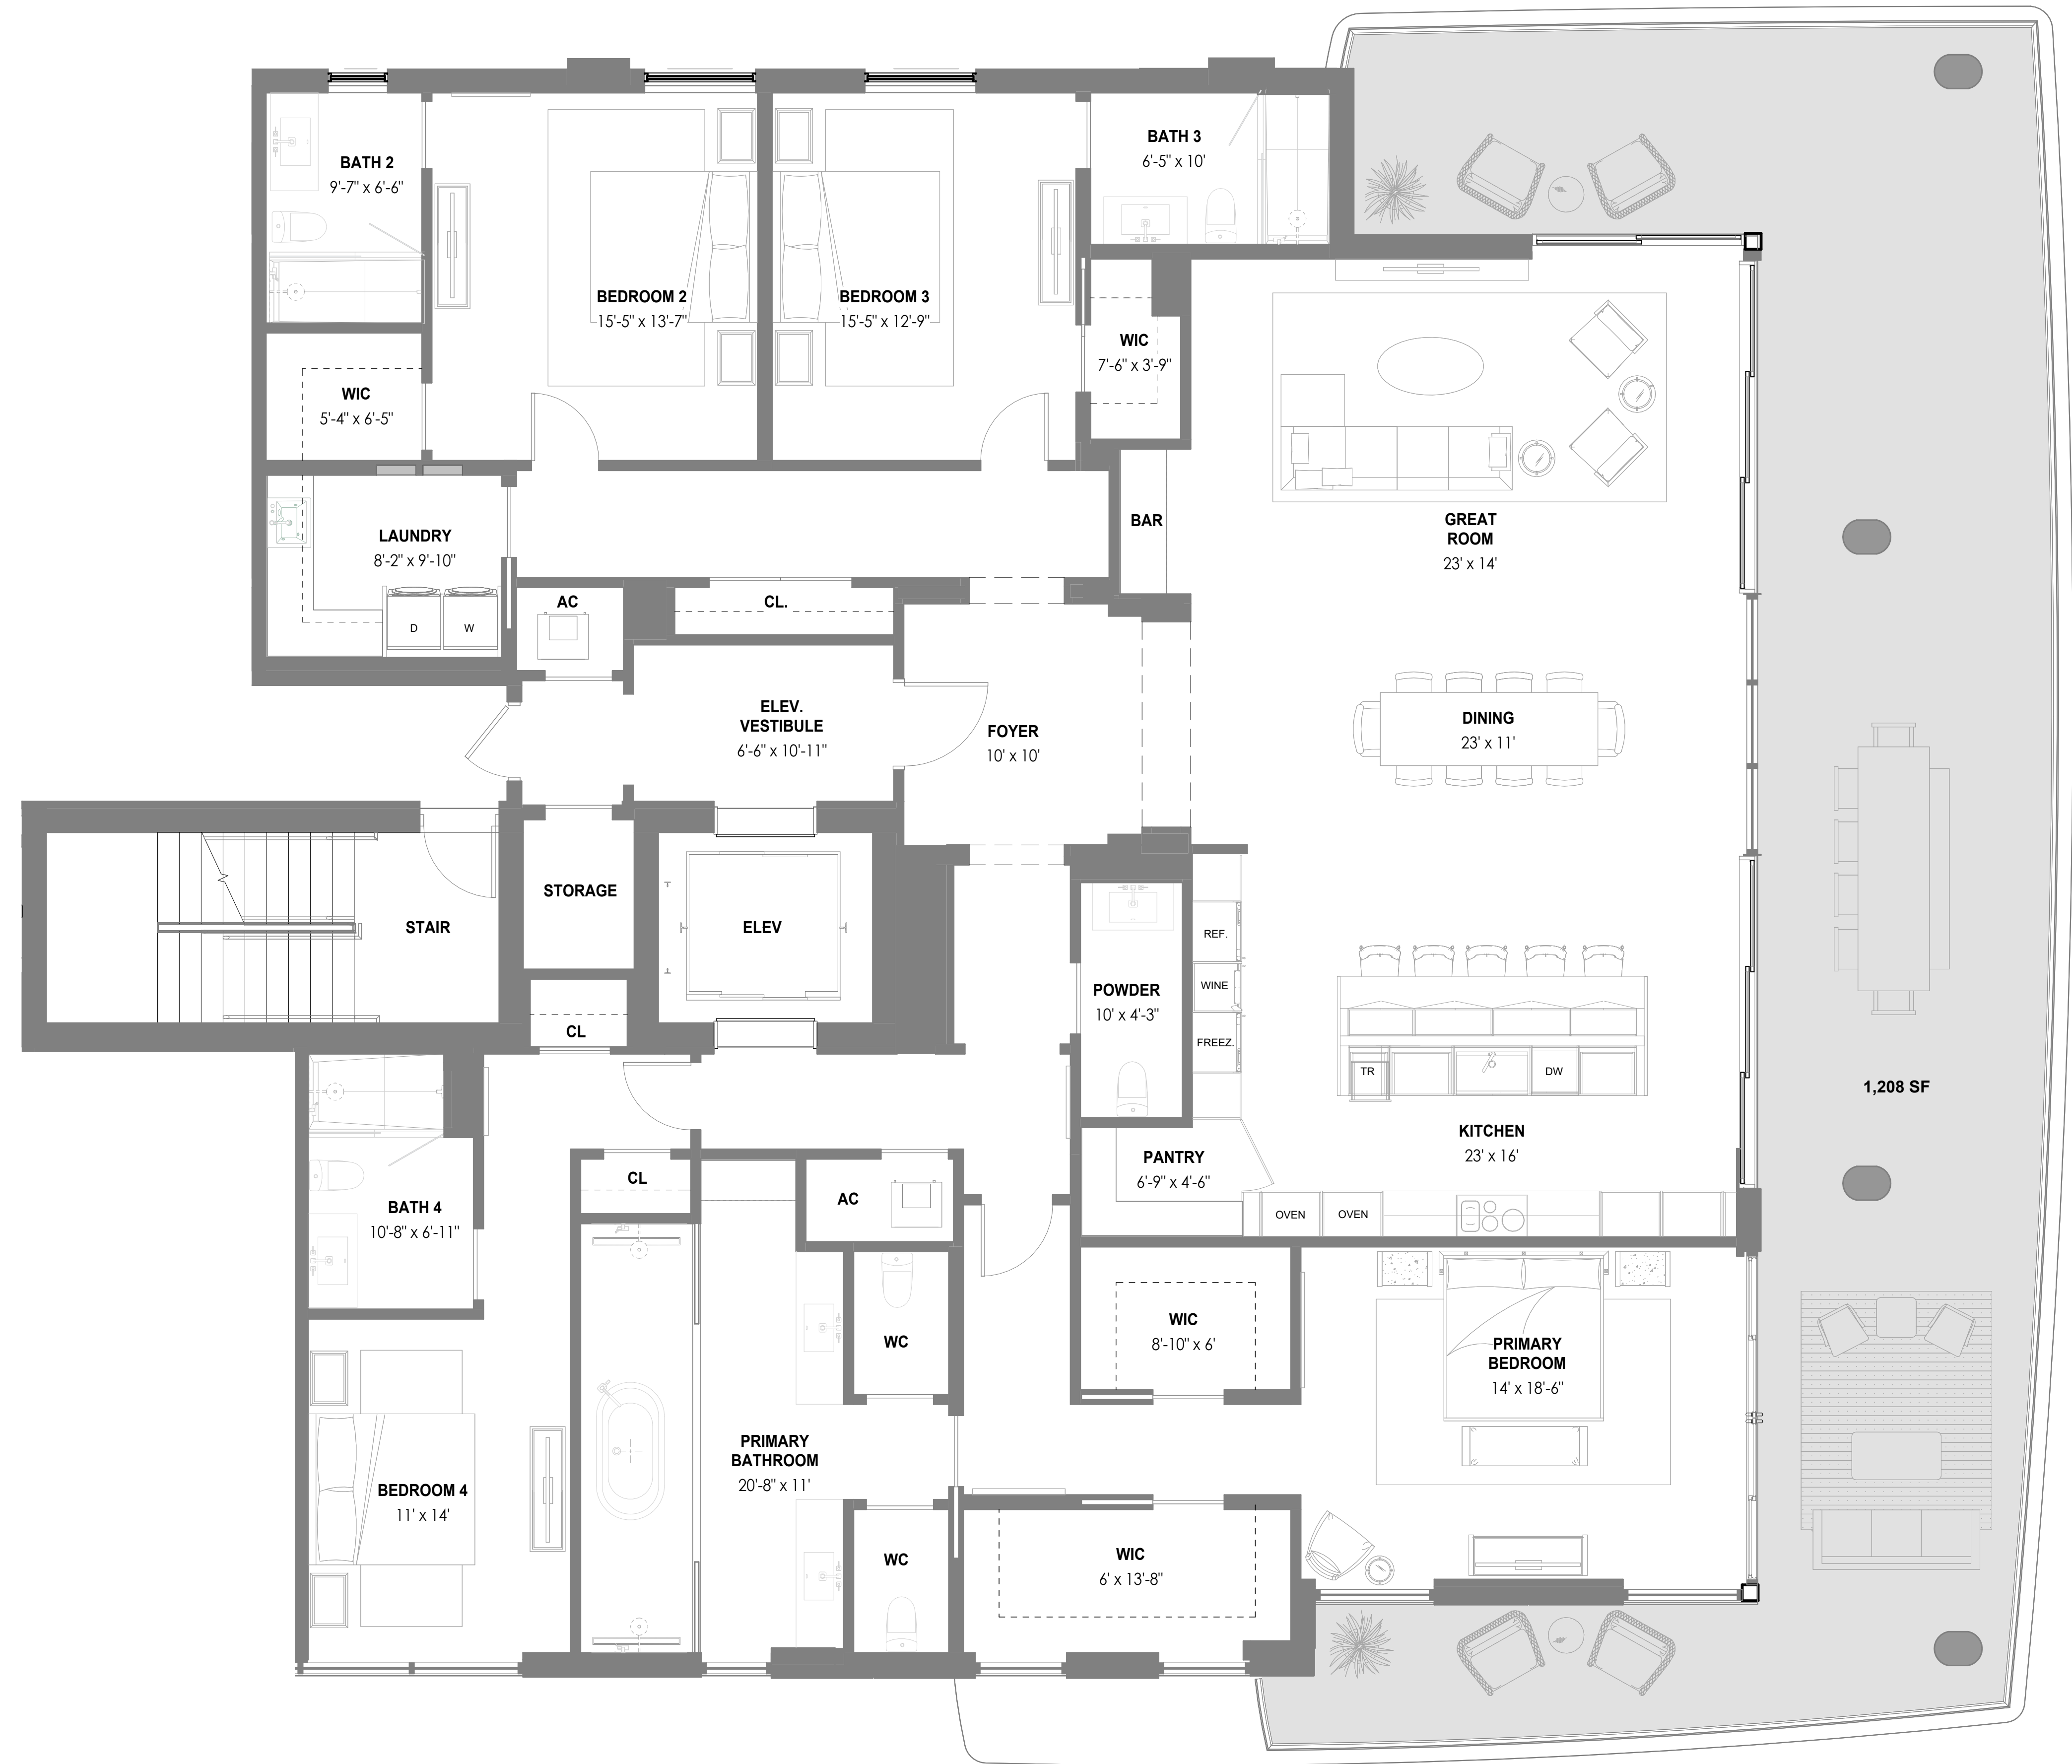 BATH 2
9'-7" x 6'-6"
BEDROOM 2
15'-5" x 13'-7"
BEDROOM 3
15'-5" x 12'-9"
BATH 3
6'-5" x 10'
WIC
7'-6" x 3'-9"
WIC
5'-4" x 6'-5"
LAUNDRY
8'-2" x 9'-10"
D
W
AC
CL.
BAR
GREAT
ROOM
23' x 14'
ELEV.
VESTIBULE
6'-6" x 10'-11"
FOYER
10' x 10'
DINING
23' x 11'
STAIR
STORAGE
ELEV
CL
POWDER
10' x 4'-3"
REF.
WINE
FREEZ.
TR
DW
KITCHEN
23' x 16'
1,208 SF
PANTRY
6'-9" x 4'-6"
OVEN
OVEN
BATH 4
10'-8" x 6'-11"
CL
AC
WC
WIC
8'-10" x 6'
PRIMARY
BEDROOM
14' x 18'-6"
BEDROOM 4
11' x 14'
PRIMARY
BATHROOM
20'-8" x 11'
WC
WIC
6' x 13'-8"